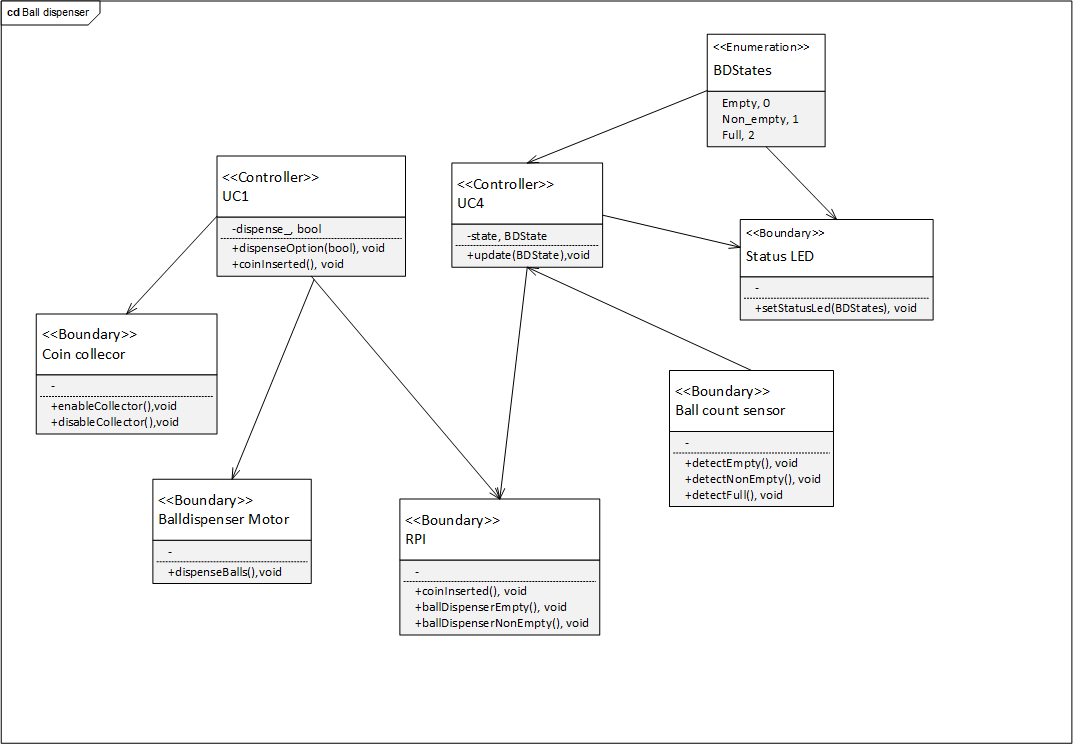 cd Ball dispenser
<<Enumeration>>
BDStates
Empty, 0
Non_empty, 1
Full, 2
<<Controller>>
UC1
-dispense_, bool
+dispenseOption(bool), void
+coinInserted(), void
<<Controller>>
UC4
-state, BDState
+update(BDState),void
<<Boundary>>
Status LED
-
+setStatusLed(BDStates), void
<<Boundary>>
Coin collecor
-
+enableCollector(),void
+disableCollector(),void
<<Boundary>>
Ball count sensor
-
+detectEmpty(), void
+detectNonEmpty(), void
+detectFull(), void
<<Boundary>>
Balldispenser Motor
-
+dispenseBalls(),void
<<Boundary>>
RPI
-
+coinInserted(), void
+ballDispenserEmpty(), void
+ballDispenserNonEmpty(), void